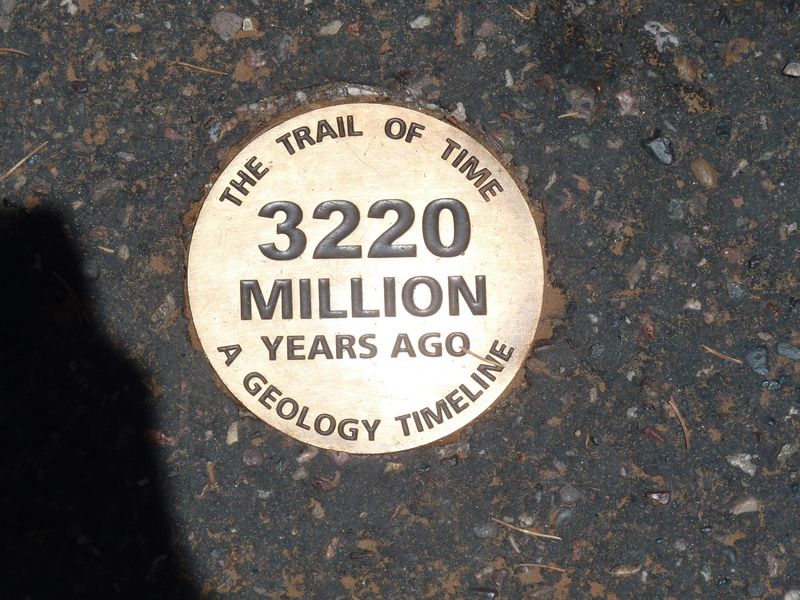 THE TRAIL OF TIME
3220
MILLION
YEARS AGO
A GEOLOGY TIMELINE